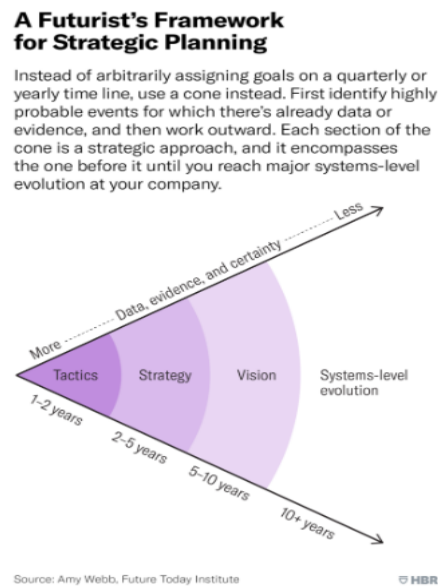 A Futurist’s Framework
for Strategic Planning
Instead of arbitrarily assigning goals on a quarterly or
yearly time line, use a cone instead. First identify highly
probable events for which there’s already data or
evidence, and then work outward. Each section of the
cone is a strategic approach, and it encompasses
the one before it until you reach major systems-level
evolution at your company.
More
Data, evidence, and certainty
Less
Tactics
Strategy
Vision
Systems-level
evolution
1–2 years
2–5 years
5–10 years
10+ years
Source: Amy Webb, Future Today Institute
HBR